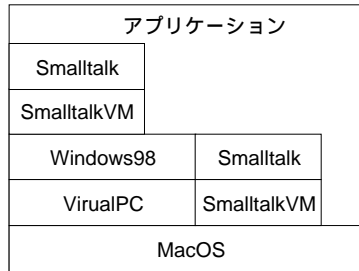 アプリケーション
Smalltalk
SmalltalkVM
Windows98
Smalltalk
VirualPC
SmalltalkVM
MacOS